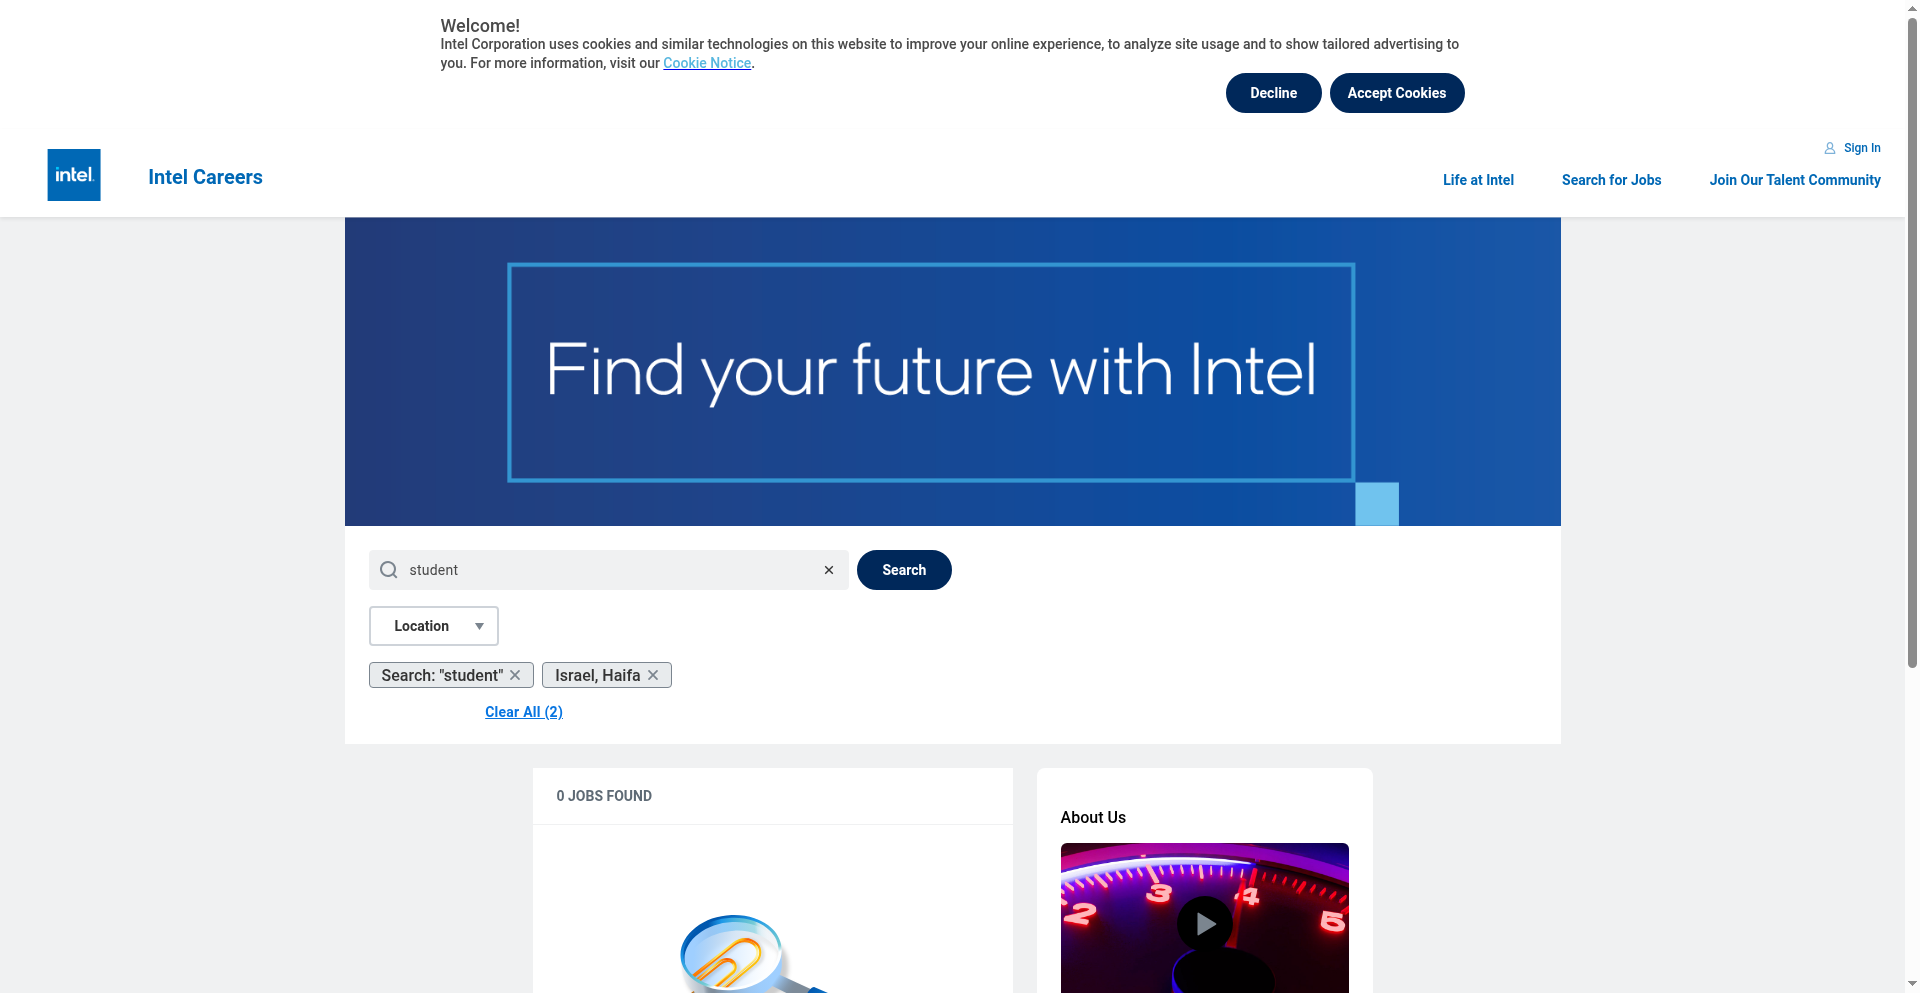 Welcome!
Intel Corporation uses cookies and similar technologies on this website to improve your online experience, to analyze site usage and to show tailored advertising to
you. For more information, visit our Cookie Notice.
Decline
Accept Cookies
Sign In
intel.
Intel Careers
Life at Intel
Search for Jobs
Join Our Talent Community
Find your future with Intel
student
Search
Location
Search: "student"
Israel, Haifa
Clear All (2)
0 JOBS FOUND
About Us
2 3 4 5